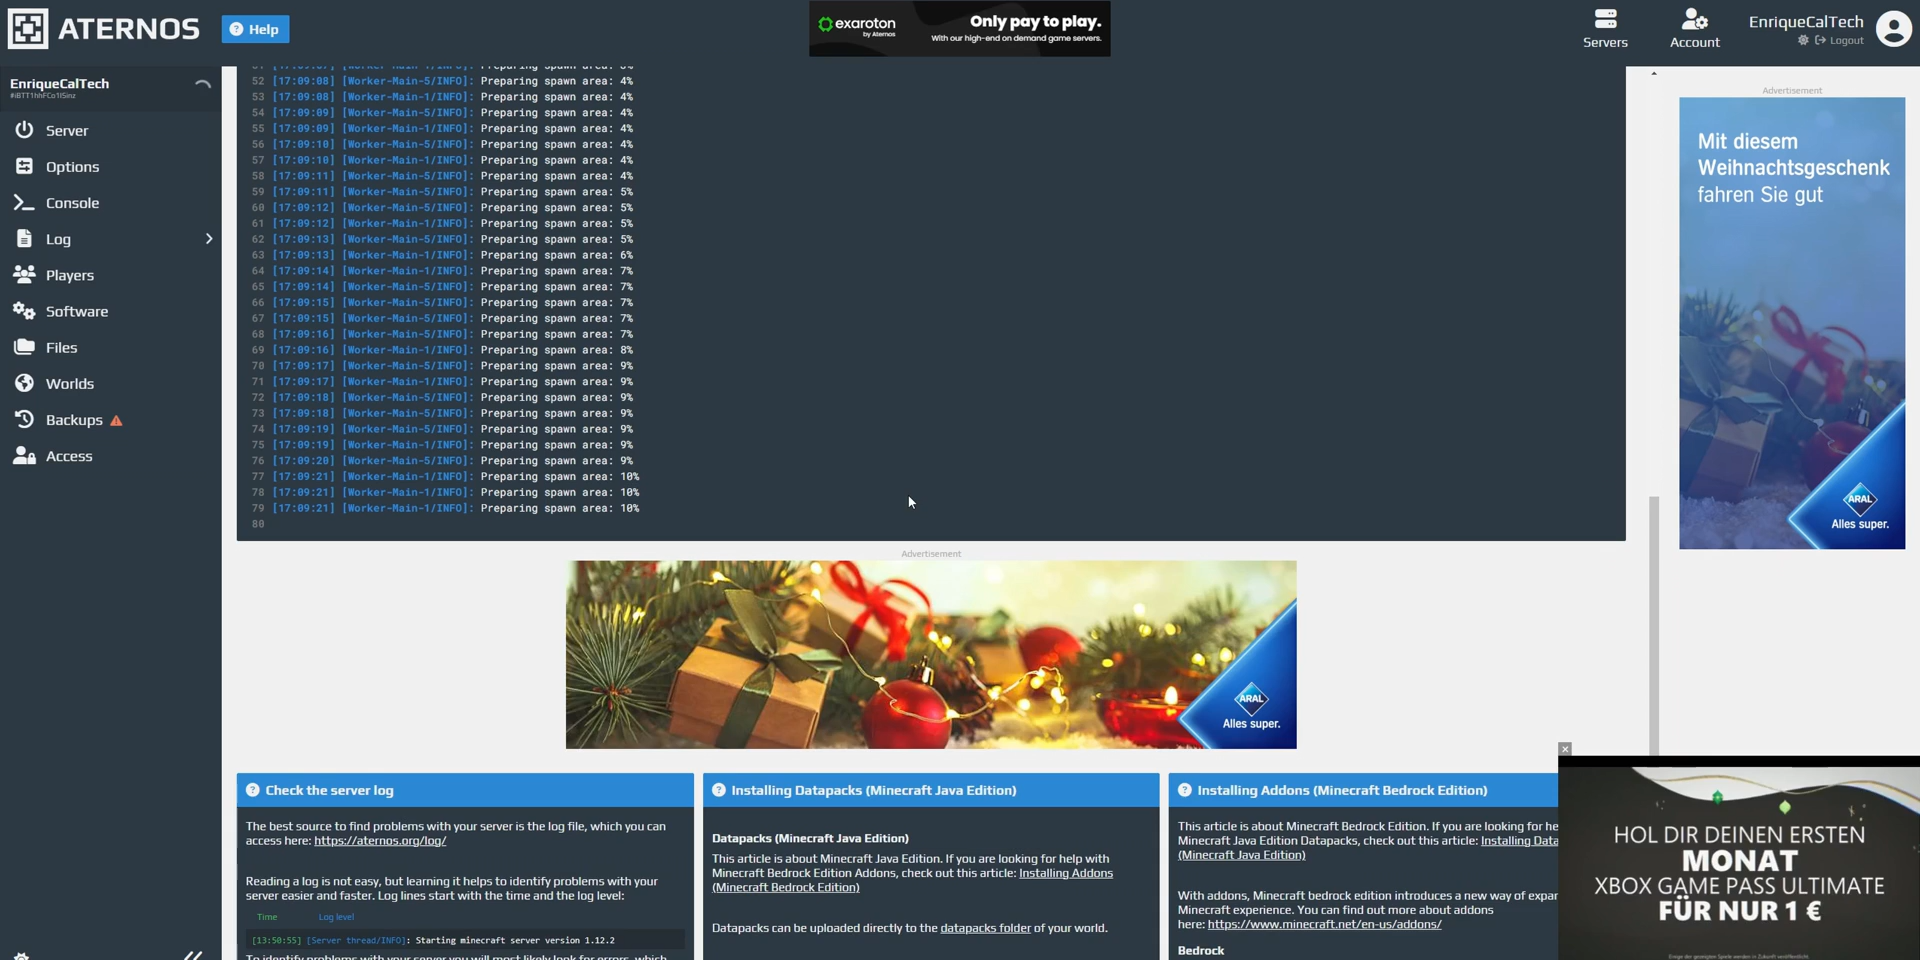 ATERNOS
Help
exaroton
by Aternos
Only pay to play.
With our high-end on demand game servers.
Servers
Account
EnriqueCalTech
Logout
EnriqueCalTech
Server
Options
Console
Log
Players
Software
Files
Worlds
Backups
Access
52 [17:09:08] [Worker-Main-5/INFO]: Preparing spawn area: 4%
53 [17:09:08] [Worker-Main-1/INFO]: Preparing spawn area: 4%
54 [17:09:09] [Worker-Main-5/INFO]: Preparing spawn area: 4%
55 [17:09:09] [Worker-Main-1/INFO]: Preparing spawn area: 4%
56 [17:09:10] [Worker-Main-5/INFO]: Preparing spawn area: 4%
57 [17:09:10] [Worker-Main-1/INFO]: Preparing spawn area: 4%
58 [17:09:11] [Worker-Main-5/INFO]: Preparing spawn area: 4%
59 [17:09:11] [Worker-Main-5/INFO]: Preparing spawn area: 5%
60 [17:09:12] [Worker-Main-5/INFO]: Preparing spawn area: 5%
61 [17:09:12] [Worker-Main-1/INFO]: Preparing spawn area: 5%
62 [17:09:13] [Worker-Main-5/INFO]: Preparing spawn area: 5%
63 [17:09:13] [Worker-Main-1/INFO]: Preparing spawn area: 6%
64 [17:09:14] [Worker-Main-1/INFO]: Preparing spawn area: 7%
65 [17:09:14] [Worker-Main-5/INFO]: Preparing spawn area: 7%
66 [17:09:15] [Worker-Main-5/INFO]: Preparing spawn area: 7%
67 [17:09:15] [Worker-Main-5/INFO]: Preparing spawn area: 7%
68 [17:09:16] [Worker-Main-5/INFO]: Preparing spawn area: 7%
69 [17:09:16] [Worker-Main-1/INFO]: Preparing spawn area: 8%
70 [17:09:17] [Worker-Main-5/INFO]: Preparing spawn area: 9%
71 [17:09:17] [Worker-Main-1/INFO]: Preparing spawn area: 9%
72 [17:09:18] [Worker-Main-5/INFO]: Preparing spawn area: 9%
73 [17:09:18] [Worker-Main-5/INFO]: Preparing spawn area: 9%
74 [17:09:19] [Worker-Main-5/INFO]: Preparing spawn area: 9%
75 [17:09:19] [Worker-Main-1/INFO]: Preparing spawn area: 9%
76 [17:09:20] [Worker-Main-5/INFO]: Preparing spawn area: 9%
77 [17:09:21] [Worker-Main-1/INFO]: Preparing spawn area: 10%
78 [17:09:21] [Worker-Main-1/INFO]: Preparing spawn area: 10%
79 [17:09:21] [Worker-Main-1/INFO]: Preparing spawn area: 10%
80
Advertisement
Mit diesem
Weihnachtsgeschenk
fahren Sie gut
ARAL
Alles super.
Advertisement
ARAL
Alles super.
Check the server log
The best source to find problems with your server is the log file, which you can
access here: https://aternos.org/log/
Reading a log is not easy, but learning it helps to identify problems with your
server easier and faster. Log lines start with the time and the log level:
Time Log level
[13:50:55] [Server thread/INFO]: Starting minecraft server version 1.12.2
To identify problems with your server you will most likely look for errors, which
Installing Datapacks (Minecraft Java Edition)
Datapacks (Minecraft Java Edition)
This article is about Minecraft Java Edition. If you are looking for help with
Minecraft Bedrock Edition Addons, check out this article: Installing Addons
(Minecraft Bedrock Edition)
Datapacks can be uploaded directly to the datapacks folder of your world.
Installing Addons (Minecraft Bedrock Edition)
This article is about Minecraft Bedrock Edition. If you are looking for he
Minecraft Java Edition Datapacks, check out this article: Installing Data
(Minecraft Java Edition)
With addons, Minecraft bedrock edition introduces a new way of expan
Minecraft experience. You can find out more about addons
here: https://www.minecraft.net/en-us/addons/
Bedrock
HOL DIR DEINEN ERSTEN
MONAT
XBOX GAME PASS ULTIMATE
FÜR NUR 1 €